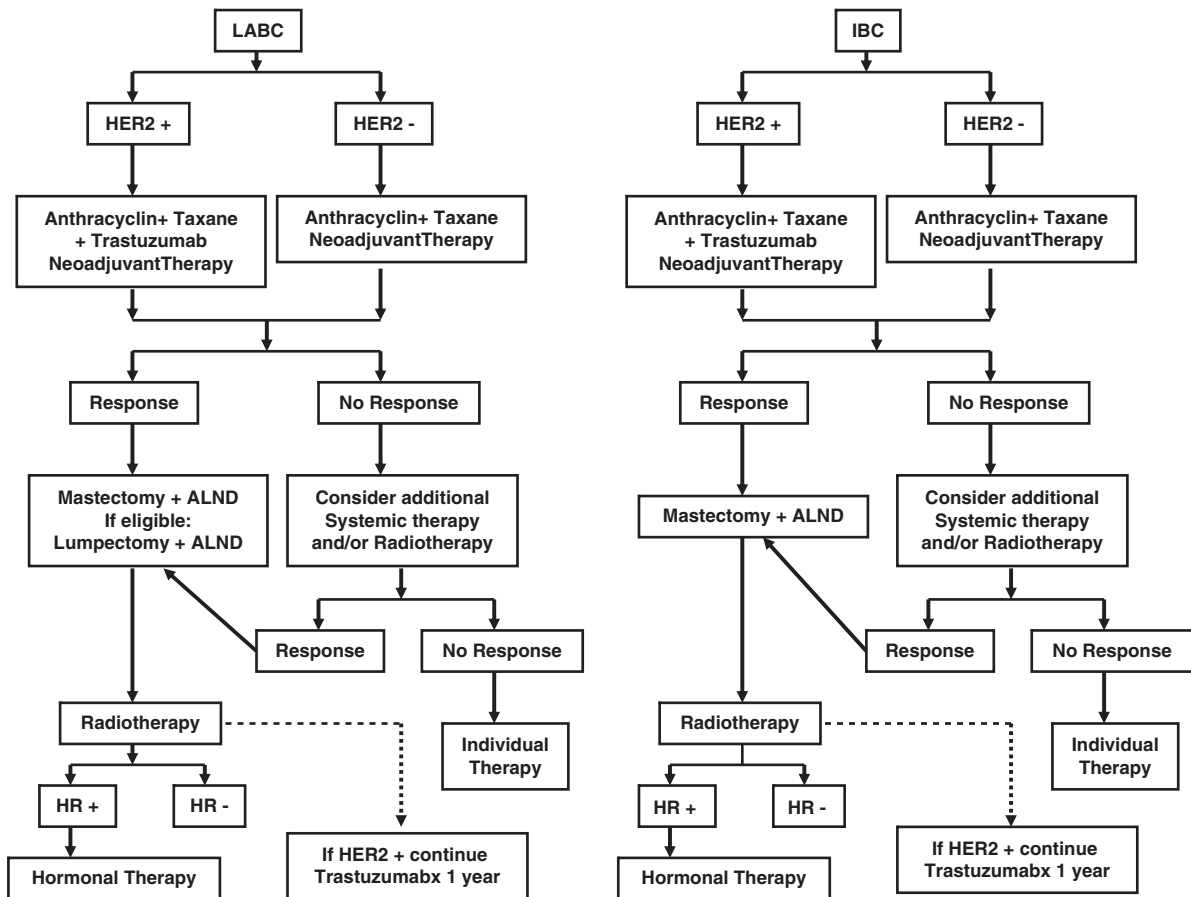 LABC
HER2 +
HER2 -
Anthracyclin+ Taxane
+ Trastuzumab
NeoadjuvantTherapy
Anthracyclin+ Taxane
NeoadjuvantTherapy
Response
No Response
Mastectomy + ALND
If eligible:
Lumpectomy + ALND
Consider additional
Systemic therapy
and/or Radiotherapy
Response
No Response
Radiotherapy
Individual
Therapy
HR +
HR -
Hormonal Therapy
If HER2 + continue
Trastuzumabx 1 year
IBC
HER2 +
HER2 -
Anthracyclin+ Taxane
+ Trastuzumab
NeoadjuvantTherapy
Anthracyclin+ Taxane
NeoadjuvantTherapy
Response
No Response
Mastectomy + ALND
Consider additional
Systemic therapy
and/or Radiotherapy
Response
No Response
Radiotherapy
Individual
Therapy
HR +
HR -
Hormonal Therapy
If HER2 + continue
Trastuzumabx 1 year